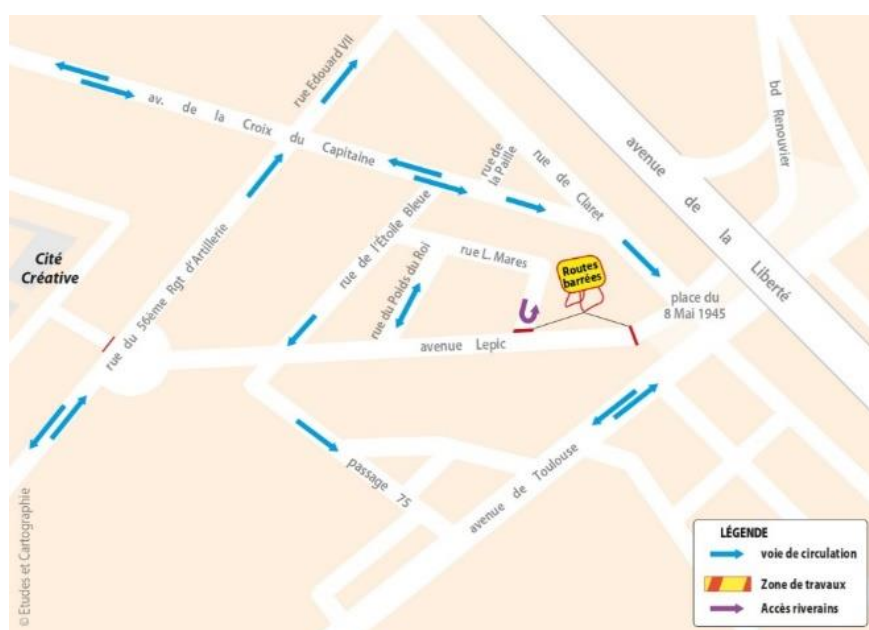 rue Edouard VII
av. de la Croix du Capitaine
rue de
la Paille
rue de Claret
avenue de la Liberté
bd Renouvier
Cité
Créative
rue du 56ème Rgt d'Artillerie
rue de l'Étoile Bleue
rue L. Mares
rue du Poids du Roi
Routes
barrées
place du
8 Mai 1945
avenue Lepic
passage 75
avenue de Toulouse
© Etudes et Cartographie
LÉGENDE
voie de circulation
Zone de travaux
Accès riverains